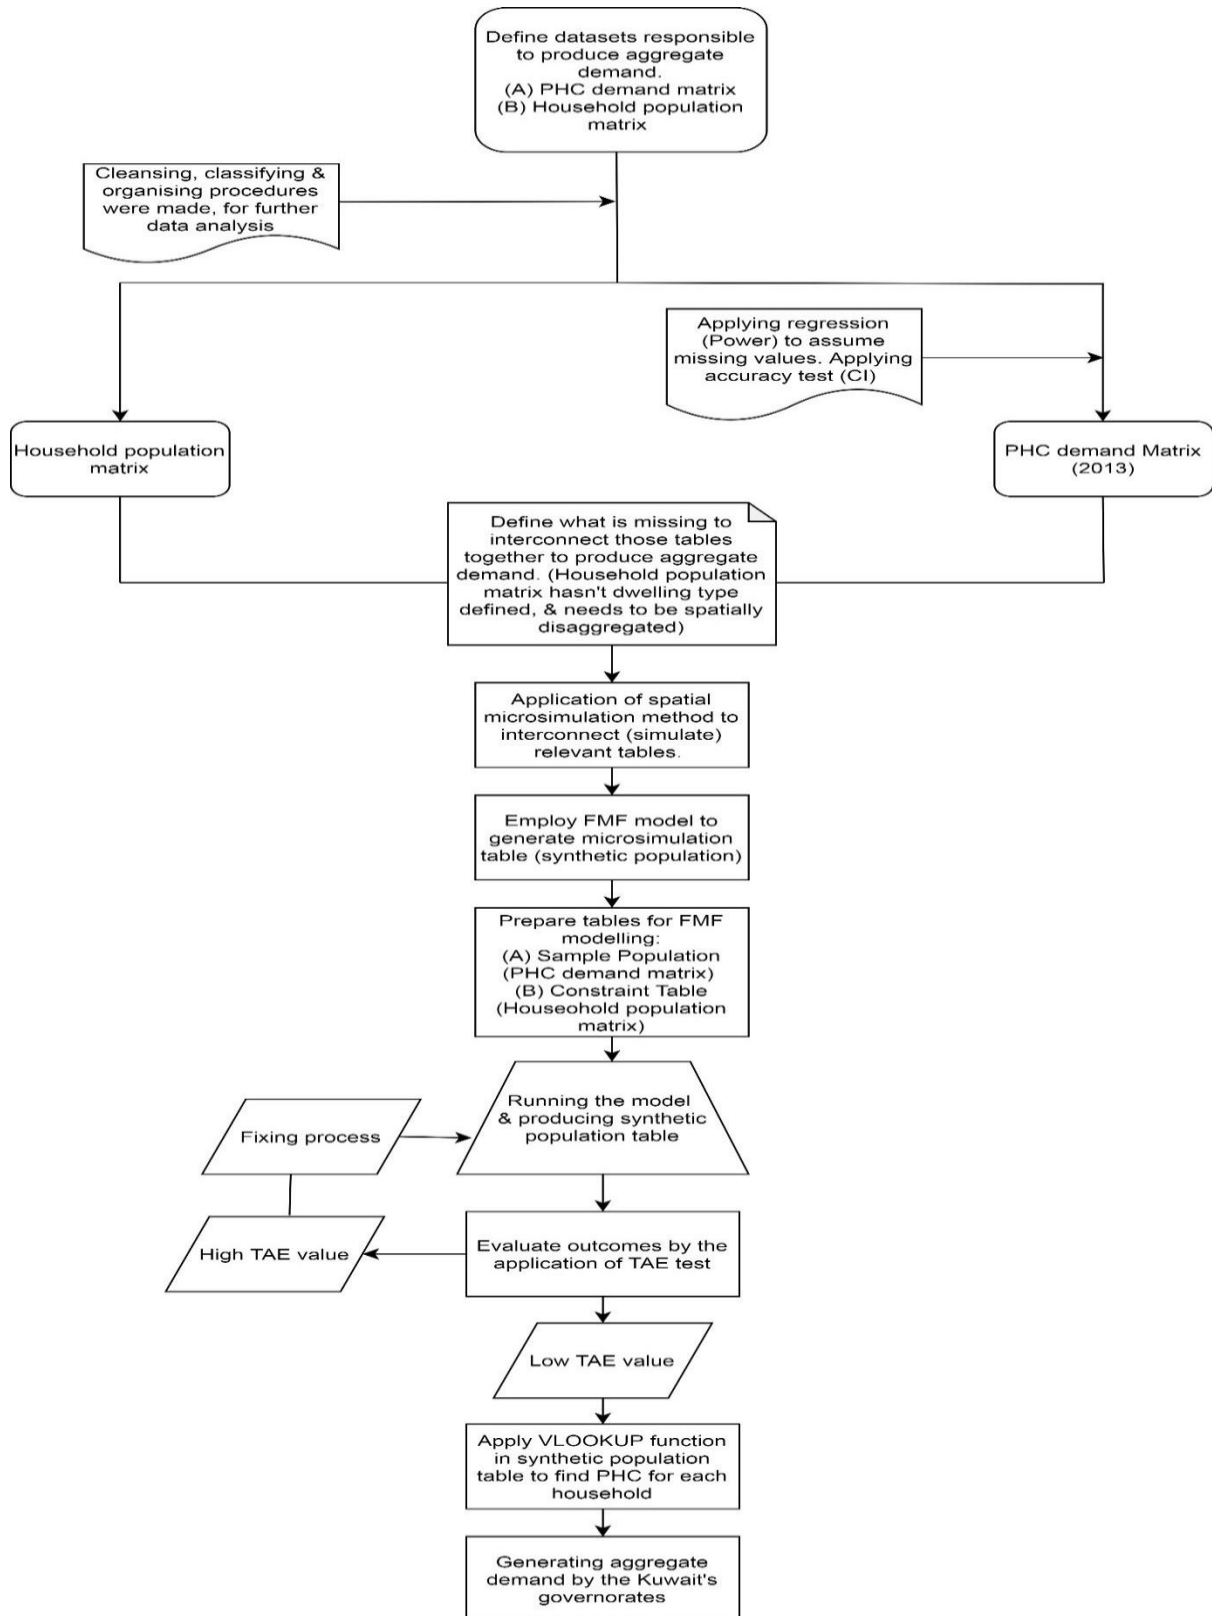 Define datasets responsible
to produce aggregate
demand.
(A) PHC demand matrix
(B) Household population
matrix
Cleansing, classifying &
organising procedures
were made, for further
data analysis
Applying regression
(Power) to assume
missing values. Applying
accuracy test (CI)
Household population
matrix
PHC demand Matrix
(2013)
Define what is missing to
interconnect those tables
together to produce aggregate
demand. (Household population
matrix hasn't dwelling type
defined, & needs to be spatially
disaggregated)
Application of spatial
microsimulation method to
interconnect (simulate)
relevant tables.
Employ FMF model to
generate microsimulation
table (synthetic population)
Prepare tables for FMF
modelling:
(A) Sample Population
(PHC demand matrix)
(B) Constraint Table
(Houseohold population
matrix)
Running the model
& producing synthetic
population table
Fixing process
High TAE value
Evaluate outcomes by the
application of TAE test
Low TAE value
Apply VLOOKUP function
in synthetic population
table to find PHC for each
household
Generating aggregate
demand by the Kuwait's
governorates